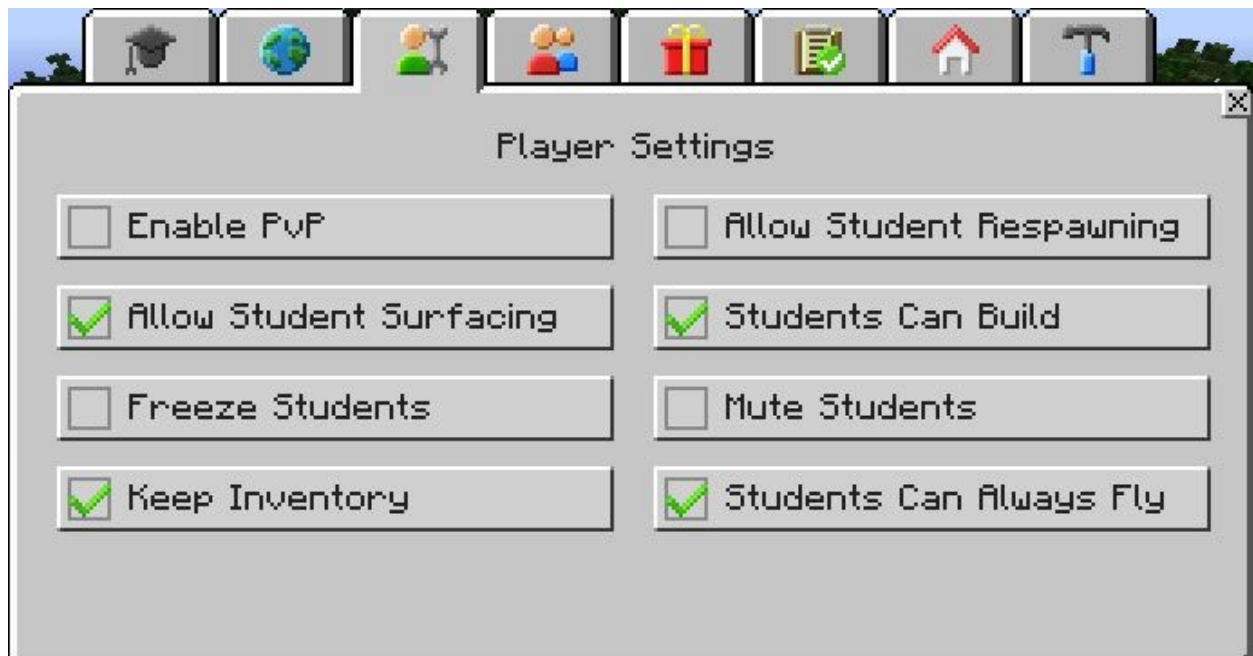 Player Settings
Enable PvP
Allow Student Respawning
Allow Student Surfacing
Students Can Build
Freeze Students
Mute Students
Keep Inventory
Students Can Always Fly